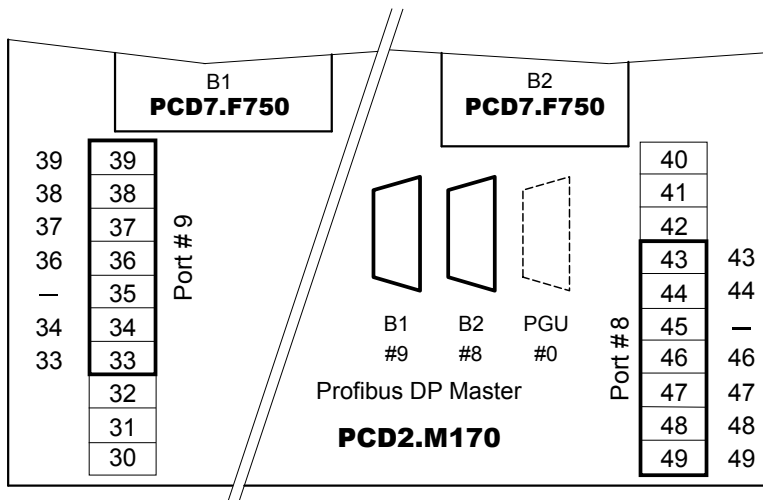 B1
PCD7.F750
B2
PCD7.F750
39 39
38 38
37 37
36 36
— 35
34 34
33 33
32
31
30
Port # 9
B1 B2 PGU
#9 #8 #0
Profibus DP Master
PCD2.M170
Port # 8
40
41
42
43 43
44 44
45 —
46 46
47 47
48 48
49 49